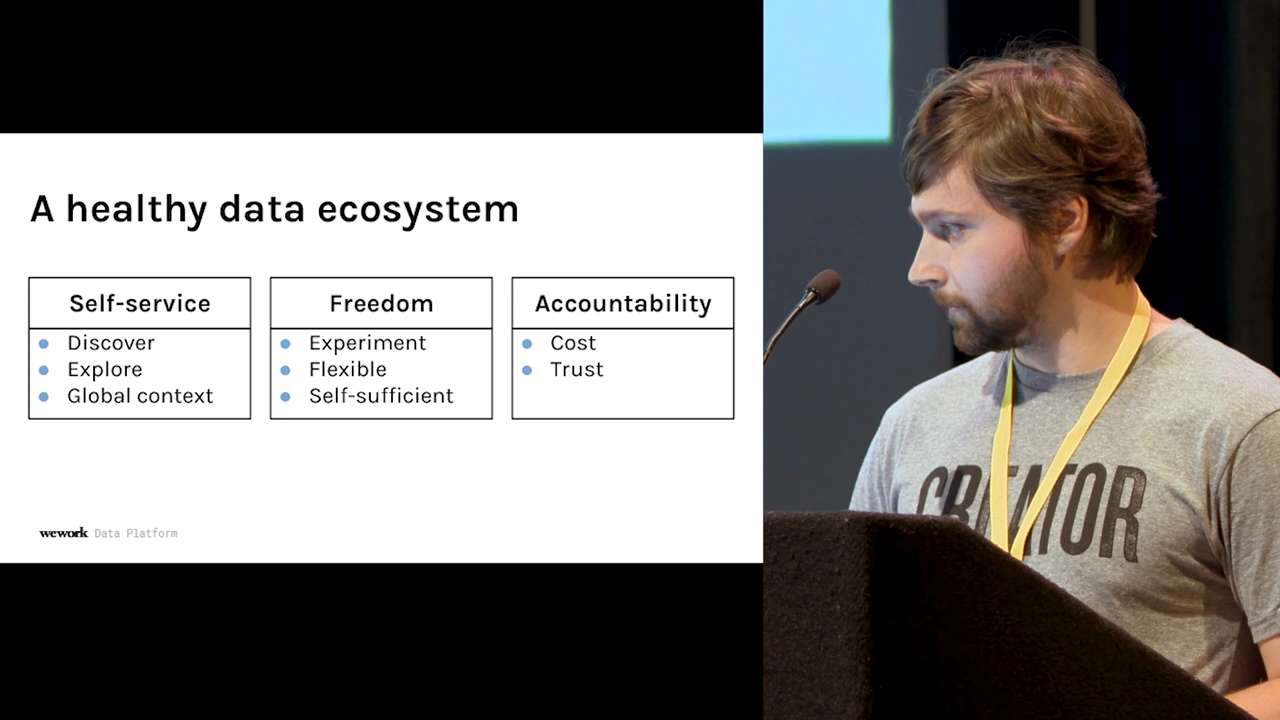 A healthy data ecosystem
Self-service
Discover
Explore
Global context
Freedom
Experiment
Flexible
Self-sufficient
Accountability
Cost
Trust
wework Data Platform
CREATOR